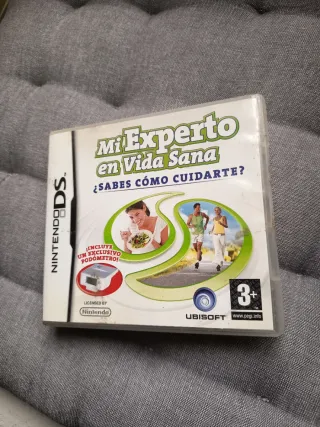 Mi Experto
en Vida Sana
¿SABES CÓMO CUIDARTE?
NINTENDO DS™
¡INCLUYE
UN EXCLUSIVO
PODÓMETRO!
LICENSED BY
Nintendo
UBISOFT
3+
www.pegi.info